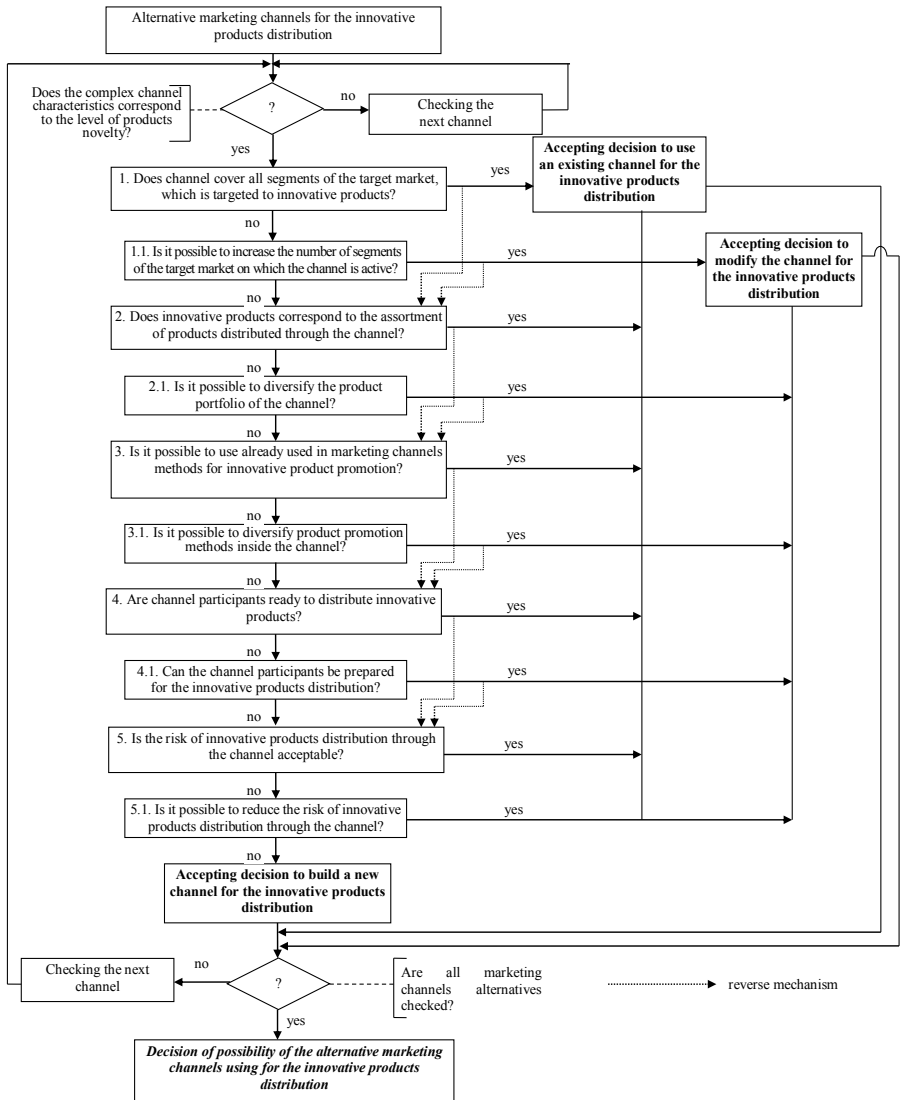 Alternative marketing channels for the innovative
products distribution
Does the complex channel
characteristics correspond
to the level of products
novelty?
?
no
Checking the
next channel
yes
1. Does channel cover all segments of the target market,
which is targeted to innovative products?
yes
Accepting decision to use
an existing channel for the
innovative products
distribution
no
1.1. Is it possible to increase the number of segments
of the target market on which the channel is active?
yes
Accepting decision to
modify the channel for
the innovative products
distribution
no
2. Does innovative products correspond to the assortment
of products distributed through the channel?
yes
no
2.1. Is it possible to diversify the product
portfolio of the channel?
yes
no
3. Is it possible to use already used in marketing channels
methods for innovative product promotion?
yes
no
3.1. Is it possible to diversify product promotion
methods inside the channel?
yes
no
4. Are channel participants ready to distribute innovative
products?
yes
no
4.1. Can the channel participants be prepared
for the innovative products distribution?
yes
no
5. Is the risk of innovative products distribution through
the channel acceptable?
yes
no
5.1. Is it possible to reduce the risk of innovative
products distribution through the channel?
yes
no
Accepting decision to build a new
channel for the innovative products
distribution
Checking the next
channel
no
?
Are all marketing
channels alternatives
checked?
reverse mechanism
yes
Decision of possibility of the alternative marketing
channels using for the innovative products
distribution